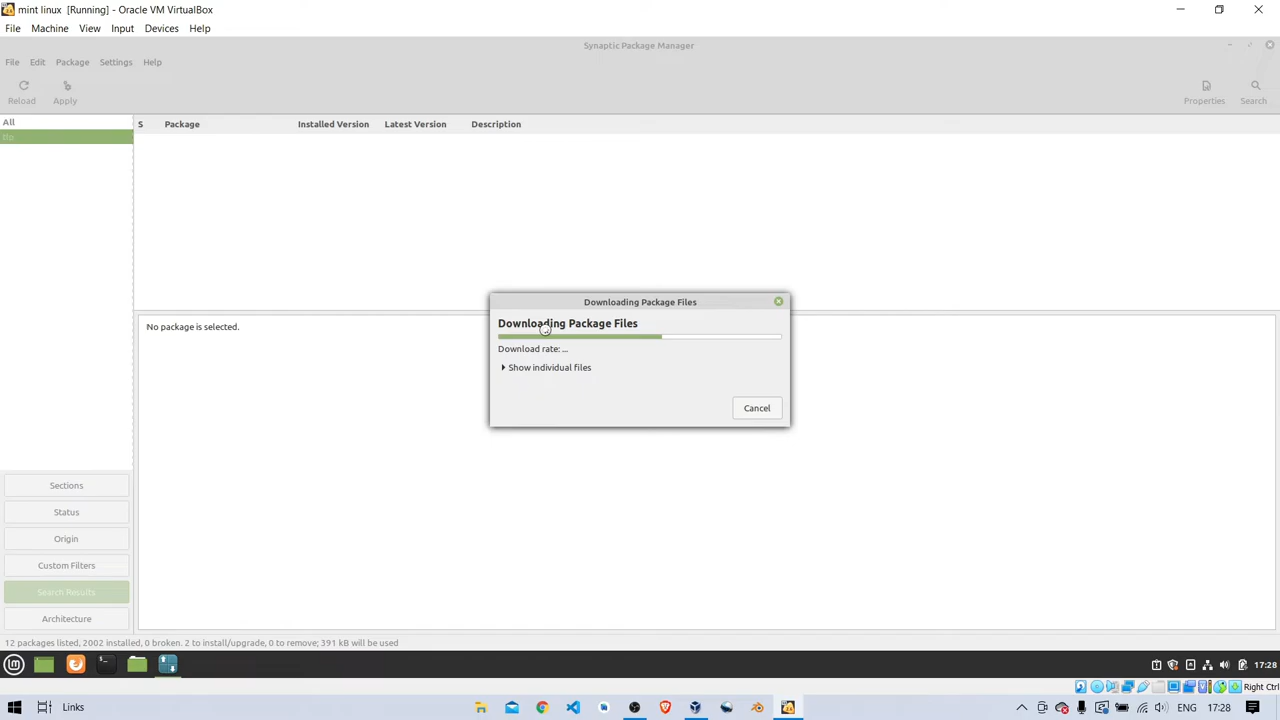 mint linux [Running] - Oracle VM VirtualBox
File Machine View Input Devices Help
Synaptic Package Manager
File Edit Package Settings Help
Reload Apply Properties Search
All
S Package Installed Version Latest Version Description
tlp
Downloading Package Files
Downloading Package Files
Download rate: ...
Show individual files
Cancel
No package is selected.
Sections
Status
Origin
Custom Filters
Search Results
Architecture
12 packages listed, 2002 installed, 0 broken. 2 to install/upgrade, 0 to remove; 391 kB will be used
17:28
Right Ctrl
Links
17:28